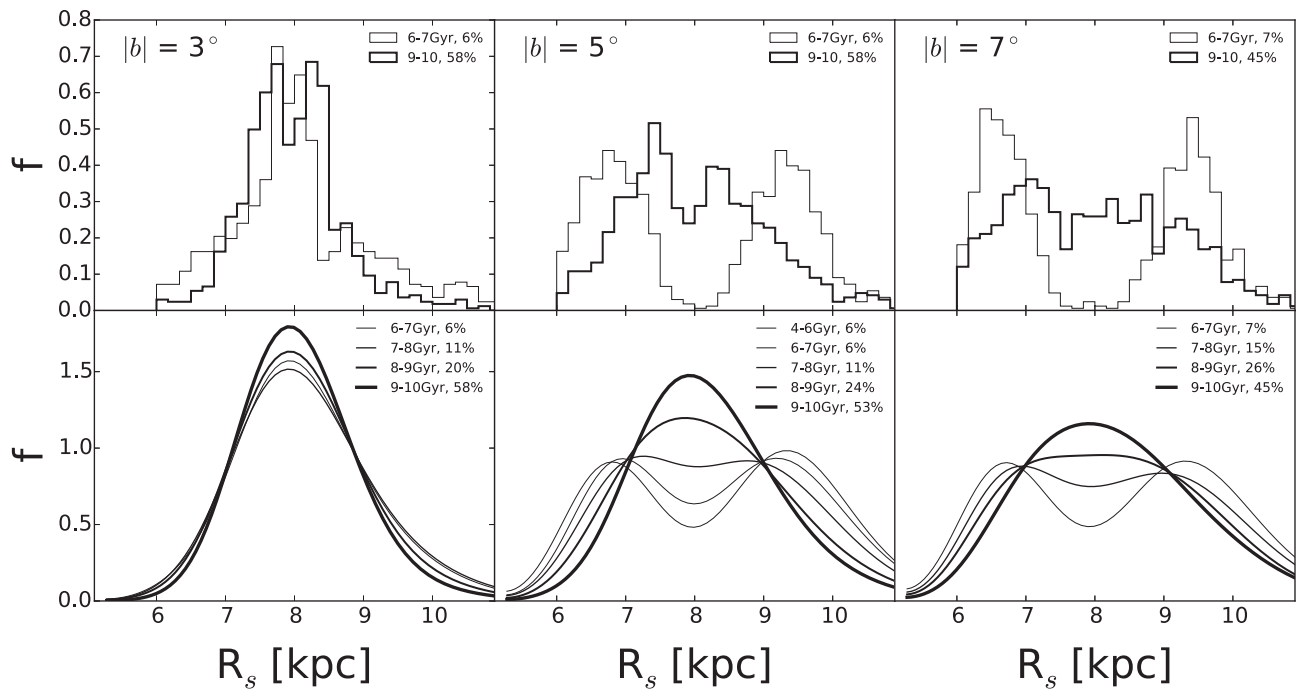 |b| = 3°
6-7Gyr, 6%
9-10, 58%
|b| = 5°
6-7Gyr, 6%
9-10, 58%
|b| = 7°
6-7Gyr, 7%
9-10, 45%
f
0.8
0.7
0.6
0.5
0.4
0.3
0.2
0.1
0.0
6-7Gyr, 6%
7-8Gyr, 11%
8-9Gyr, 20%
9-10Gyr, 58%
4-6Gyr, 6%
6-7Gyr, 6%
7-8Gyr, 11%
8-9Gyr, 24%
9-10Gyr, 53%
6-7Gyr, 7%
7-8Gyr, 15%
8-9Gyr, 26%
9-10Gyr, 45%
f
1.5
1.0
0.5
0.0
6 7 8 9 10
6 7 8 9 10
6 7 8 9 10
R_s [kpc]
R_s [kpc]
R_s [kpc]